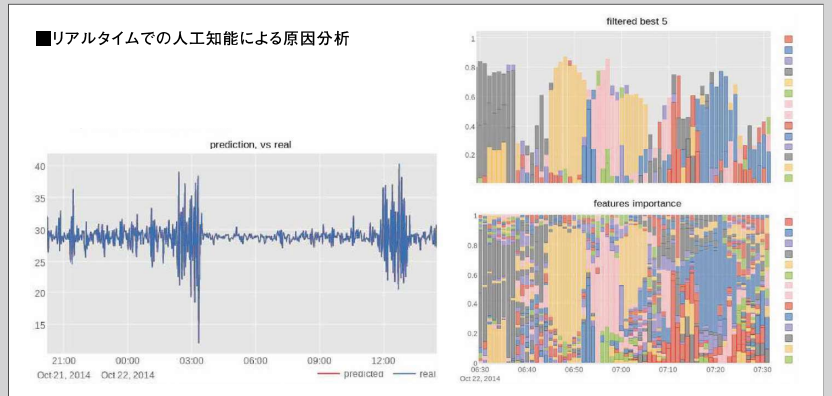 ■リアルタイムでの人工知能による原因分析
prediction, vs real
40
35
30
25
20
15
21:00 00:00 03:00 06:00 09:00 12:00
Oct 21, 2014 Oct 22, 2014
predicted real
filtered best 5
1
0.8
0.6
0.4
0.2
features importance
1
0.8
0.6
0.4
0.2
0
06:30 06:40 06:50 07:00 07:10 07:20 07:30
Oct 22, 2014